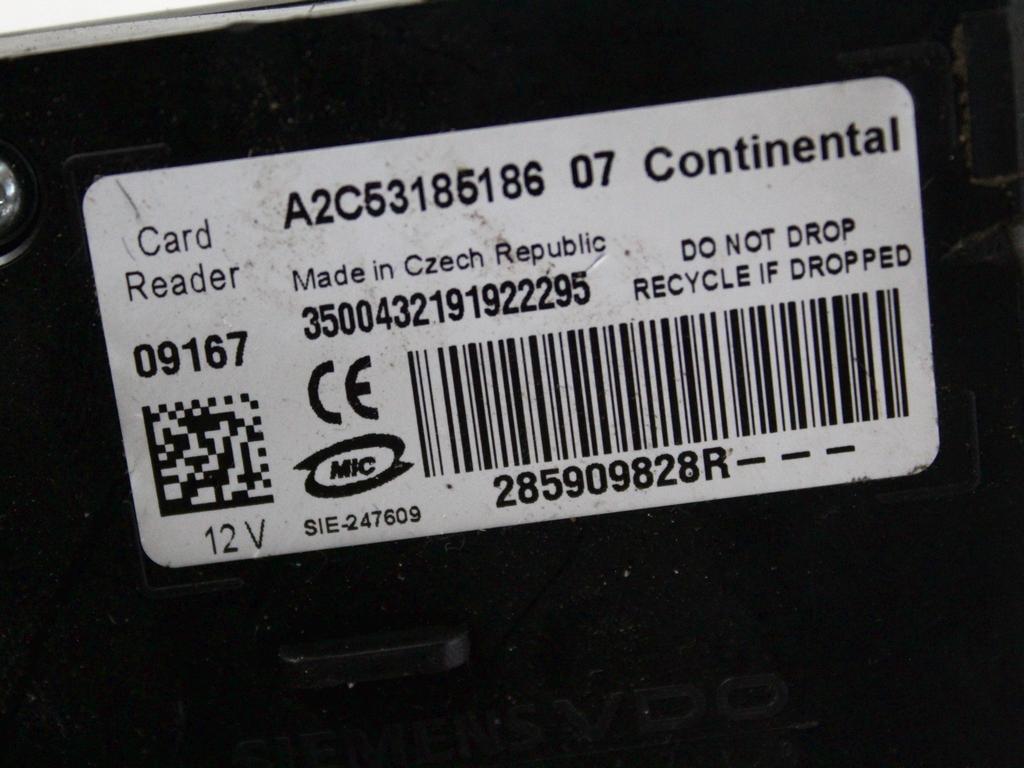 A2C53185186 07 Continental
Card
Reader
Made in Czech Republic
DO NOT DROP
RECYCLE IF DROPPED
3500432191922295
09167
CE
MIC
285909828R---
12 V
SIE-247609
SIEMENS VDO